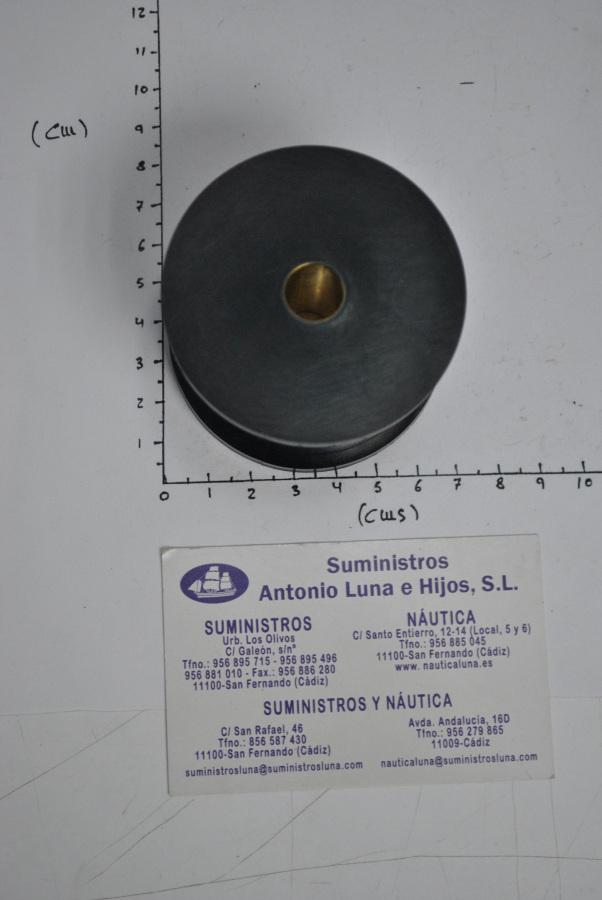 12
11
10
9
(cm)
8
7
6
5
4
3
2
1
0 1 2 3 4 5 6 7 8 9 10
(cms)
Suministros
Antonio Luna e Hijos, S.L.
SUMINISTROS
Urb. Los Olivos
C/ Galeón, s/nº
Tfno.: 956 895 715 - 956 895 496
956 881 010 - Fax.: 956 886 280
11100-San Fernando (Cádiz)
NÁUTICA
C/ Santo Entierro, 12-14 (Local, 5 y 6)
Tfno.: 956 885 045
11100-San Fernando (Cádiz)
www. nauticaluna.es
SUMINISTROS Y NÁUTICA
C/ San Rafael, 46
Tfno.: 856 587 430
11100-San Fernando (Cádiz)
suministrosluna@suministrosluna.com
Avda. Andalucía, 16D
Tfno.: 956 279 865
11009-Cádiz
nauticaluna@suministrosluna.com